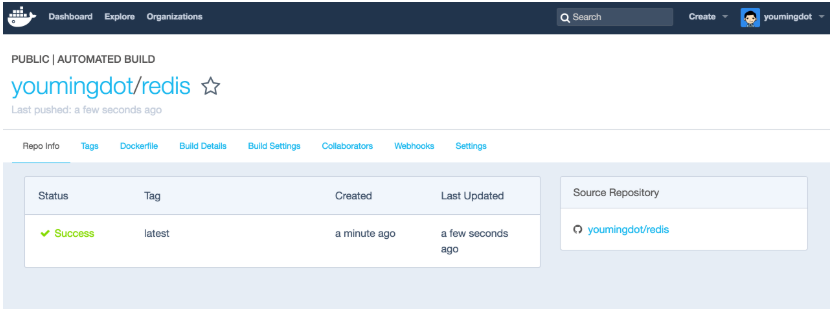 Dashboard Explore Organizations Search Create youmingdot
PUBLIC | AUTOMATED BUILD
youmingdot/redis
Last pushed: a few seconds ago
Repo Info Tags Dockerfile Build Details Build Settings Collaborators Webhooks Settings
Status Tag Created Last Updated
Success latest a minute ago a few seconds
ago
Source Repository
youmingdot/redis